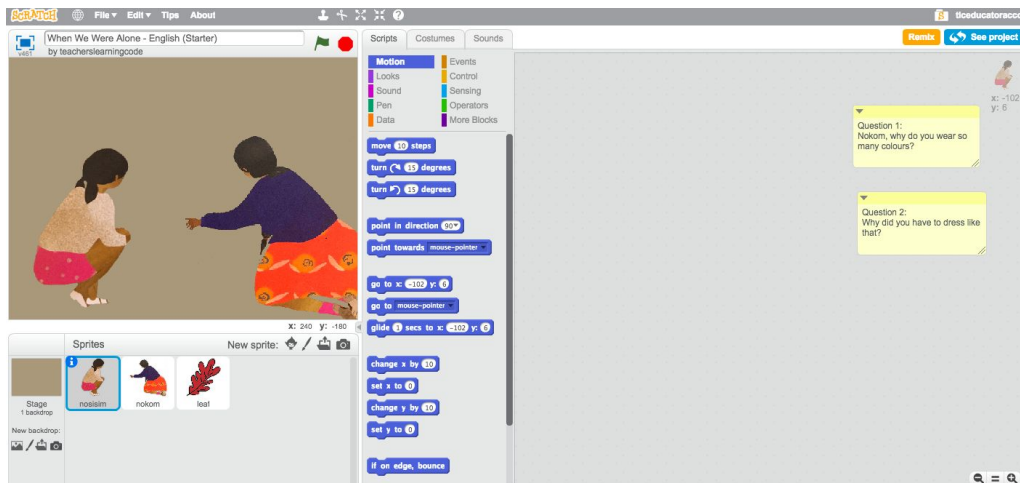 SCRATCH File▼ Edit▼ Tips About
ticeducatoracco
v461
When We Were Alone - English (Starter)
by teacherslearningcode
Scripts Costumes Sounds
Remix See project
Motion Events
Looks Control
Sound Sensing
Pen Operators
Data More Blocks
x: -102
y: 6
move 10 steps
turn 15 degrees
turn 15 degrees
point in direction 90▼
point towards mouse-pointer
go to x: -102 y: 6
go to mouse-pointer
glide 1 secs to x: -102 y: 6
change x by 10
set x to 0
change y by 10
set y to 0
if on edge, bounce
Question 1:
Nokom, why do you wear so
many colours?
Question 2:
Why did you have to dress like
that?
x: 240 y: -180
Sprites New sprite:
Stage
1 backdrop
New backdrop:
nosisim nokom leaf